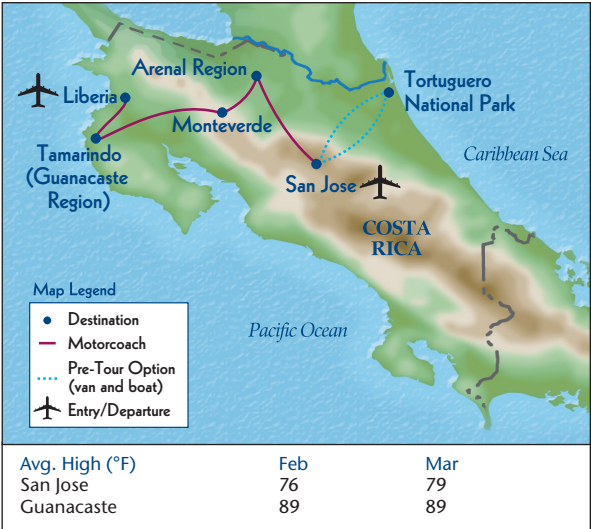 Arenal Region
Liberia
Tortuguero
National Park
Monteverde
Tamarindo
(Guanacaste
Region)
Caribbean Sea
San Jose
COSTA
RICA
Pacific Ocean
Map Legend
Destination
Motorcoach
Pre-Tour Option
(van and boat)
Entry/Departure
Avg. High (°F) Feb Mar
San Jose 76 79
Guanacaste 89 89